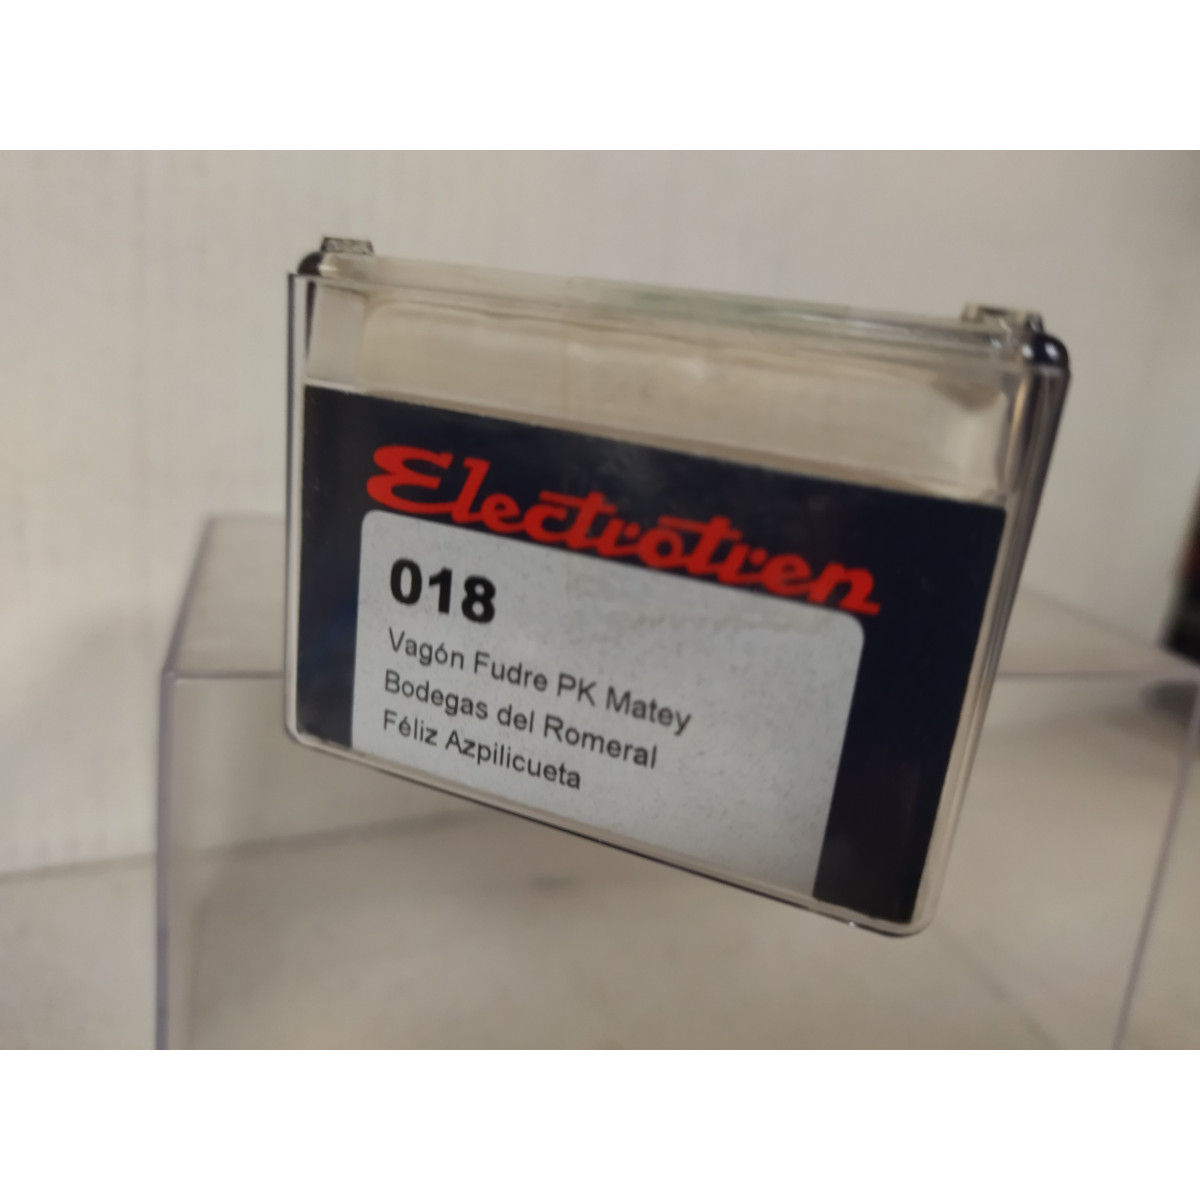 Electrotren
018
Vagón Fudre PK Matey
Bodegas del Romeral
Féliz Azpilicueta